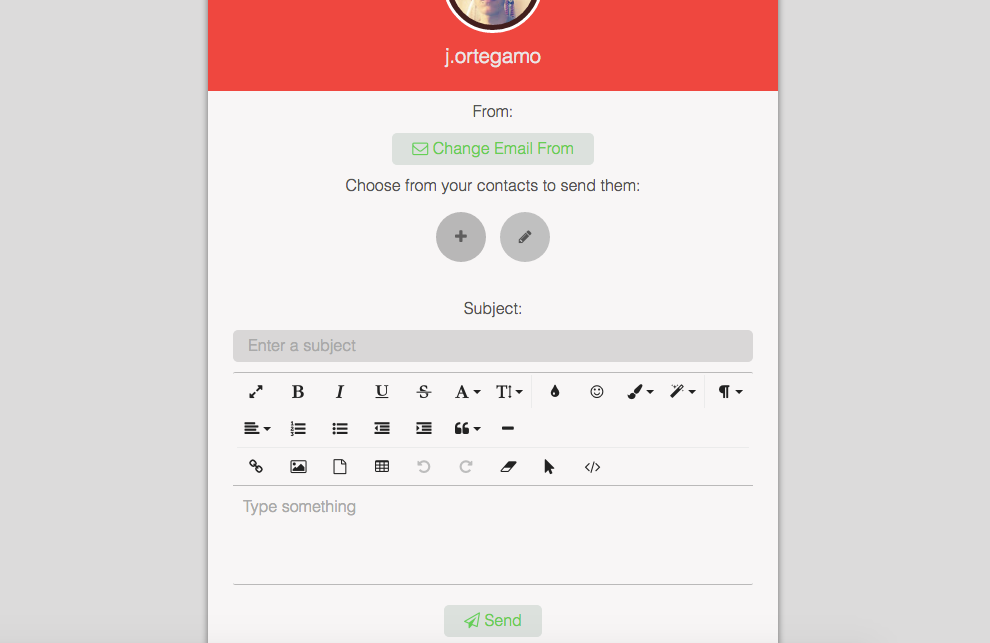 j.ortegamo
From:
Change Email From
Choose from your contacts to send them:
Subject:
Enter a subject
B I U S A T
Type something
Send